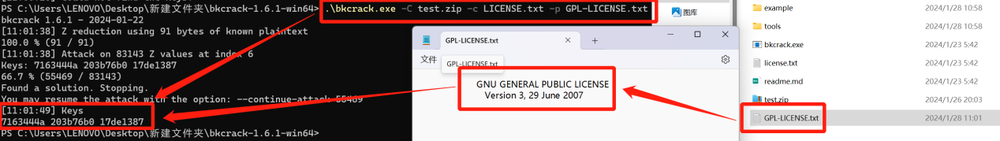 PS C:\Users\LENOVO\Desktop\新建文件夹\bkcrack-1.6.1-win64> .\bkcrack.exe -C test.zip -c LICENSE.txt -p GPL-LICENSE.txt
bkcrack 1.6.1 - 2024-01-22
[11:01:38] Z reduction using 91 bytes of known plaintext
100.0 % (91 / 91)
[11:01:38] Attack on 83143 Z values at index 6
Keys: 7163444a 203b76b0 17de1387
66.7 % (55469 / 83143)
Found a solution. Stopping.
You may resume the attack with the option: --continue-attack 55469
[11:01:49] Keys
7163444a 203b76b0 17de1387
PS C:\Users\LENOVO\Desktop\新建文件夹\bkcrack-1.6.1-win64>
GPL-LICENSE.txt
文件
GPL-LICENSE.txt
GNU GENERAL PUBLIC LICENSE
Version 3, 29 June 2007
图库
example 2024/1/28 10:58
tools 2024/1/28 10:58
bkcrack.exe 2024/1/23 5:42
license.txt 2024/1/23 5:42
readme.md 2024/1/23 5:42
test.zip 2024/1/26 20:03
GPL-LICENSE.txt 2024/1/28 11:01